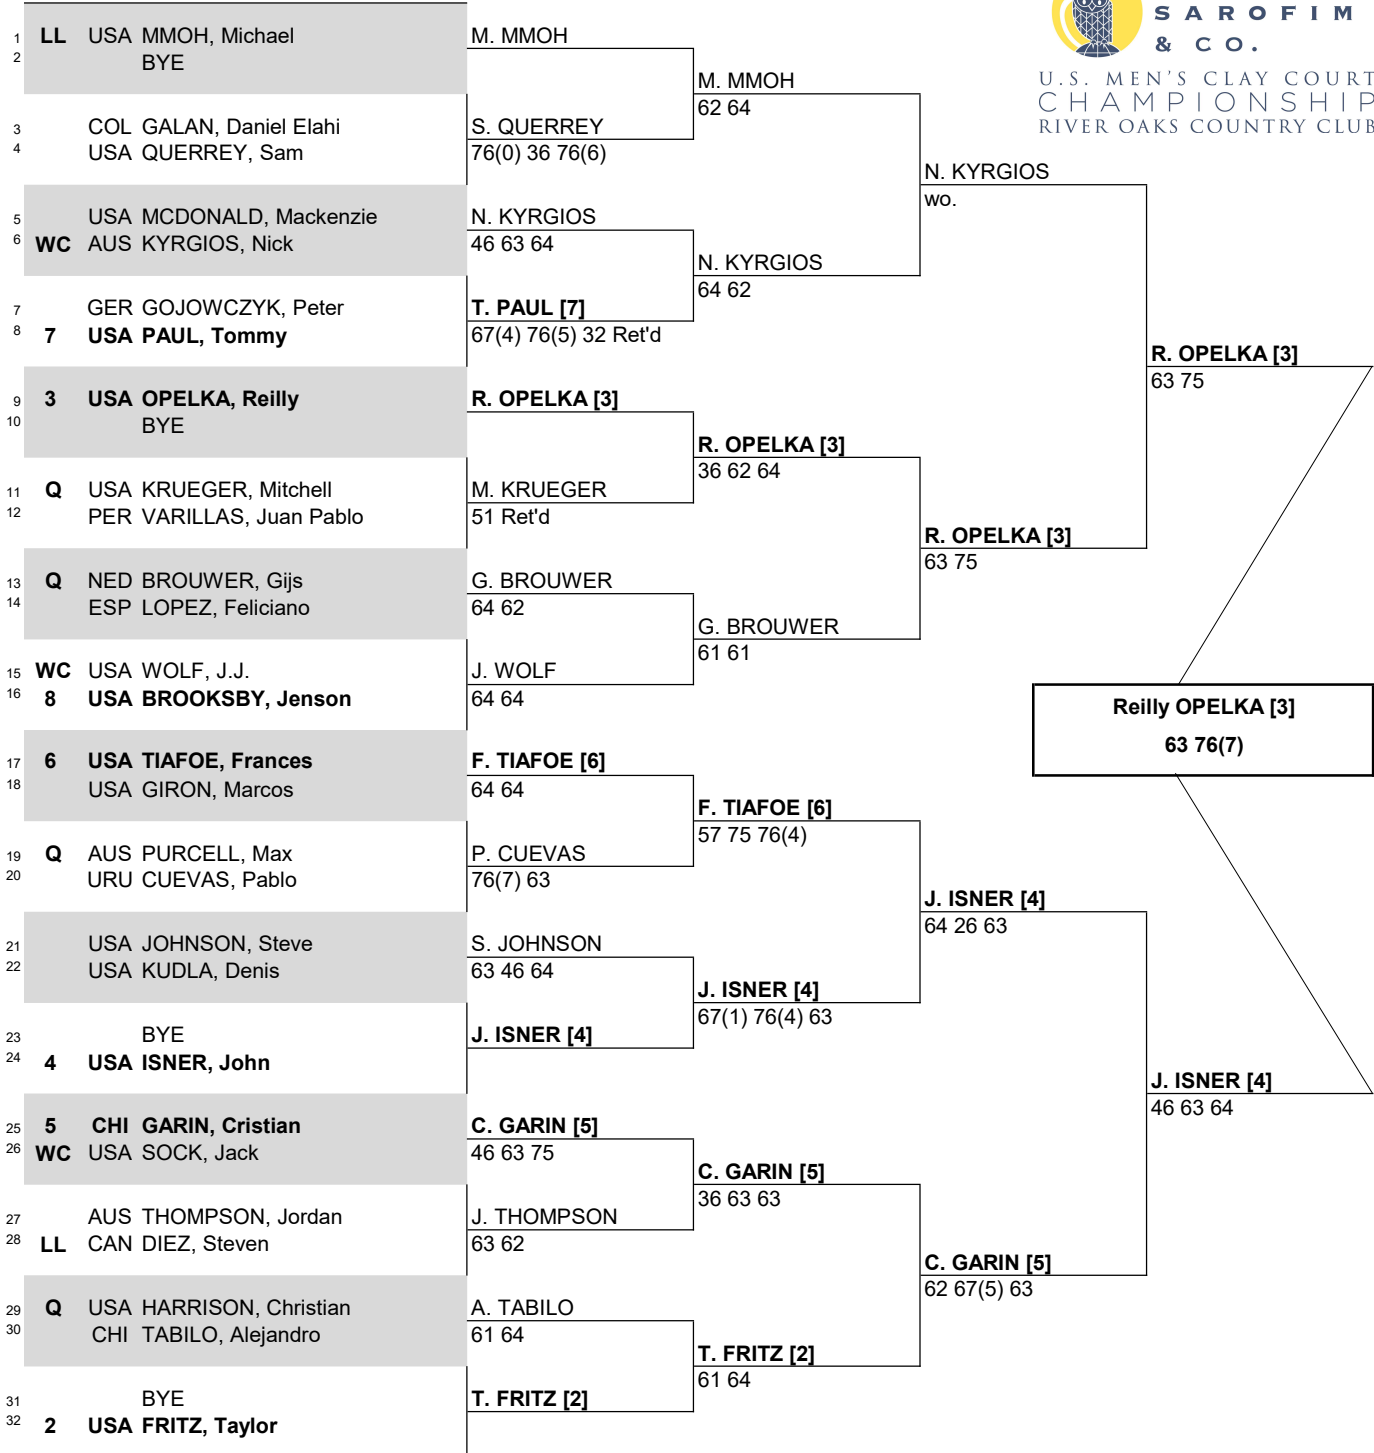 SAROFIM
& CO.
U.S. MEN'S CLAY COURT
CHAMPIONSHIP
RIVER OAKS COUNTRY CLUB
1 LL USA MMOH, Michael
2 BYE
3 COL GALAN, Daniel Elahi
4 USA QUERREY, Sam
5 USA MCDONALD, Mackenzie
6 WC AUS KYRGIOS, Nick
7 GER GOJOWCZYK, Peter
8 7 USA PAUL, Tommy
9 3 USA OPELKA, Reilly
10 BYE
11 Q USA KRUEGER, Mitchell
12 PER VARILLAS, Juan Pablo
13 Q NED BROUWER, Gijs
14 ESP LOPEZ, Feliciano
15 WC USA WOLF, J.J.
16 8 USA BROOKSBY, Jenson
17 6 USA TIAFOE, Frances
18 USA GIRON, Marcos
19 Q AUS PURCELL, Max
20 URU CUEVAS, Pablo
21 USA JOHNSON, Steve
22 USA KUDLA, Denis
23 BYE
24 4 USA ISNER, John
25 5 CHI GARIN, Cristian
26 WC USA SOCK, Jack
27 AUS THOMPSON, Jordan
28 LL CAN DIEZ, Steven
29 Q USA HARRISON, Christian
30 CHI TABILO, Alejandro
31 BYE
32 2 USA FRITZ, Taylor
M. MMOH
S. QUERREY
76(0) 36 76(6)
N. KYRGIOS
46 63 64
T. PAUL [7]
67(4) 76(5) 32 Ret'd
R. OPELKA [3]
M. KRUEGER
51 Ret'd
G. BROUWER
64 62
J. WOLF
64 64
F. TIAFOE [6]
64 64
P. CUEVAS
76(7) 63
S. JOHNSON
63 46 64
J. ISNER [4]
C. GARIN [5]
46 63 75
J. THOMPSON
63 62
A. TABILO
61 64
T. FRITZ [2]
M. MMOH
62 64
N. KYRGIOS
64 62
R. OPELKA [3]
36 62 64
G. BROUWER
61 61
F. TIAFOE [6]
57 75 76(4)
J. ISNER [4]
67(1) 76(4) 63
C. GARIN [5]
36 63 63
T. FRITZ [2]
61 64
N. KYRGIOS
wo.
R. OPELKA [3]
63 75
J. ISNER [4]
64 26 63
C. GARIN [5]
62 67(5) 63
R. OPELKA [3]
63 75
J. ISNER [4]
46 63 64
Reilly OPELKA [3]
63 76(7)